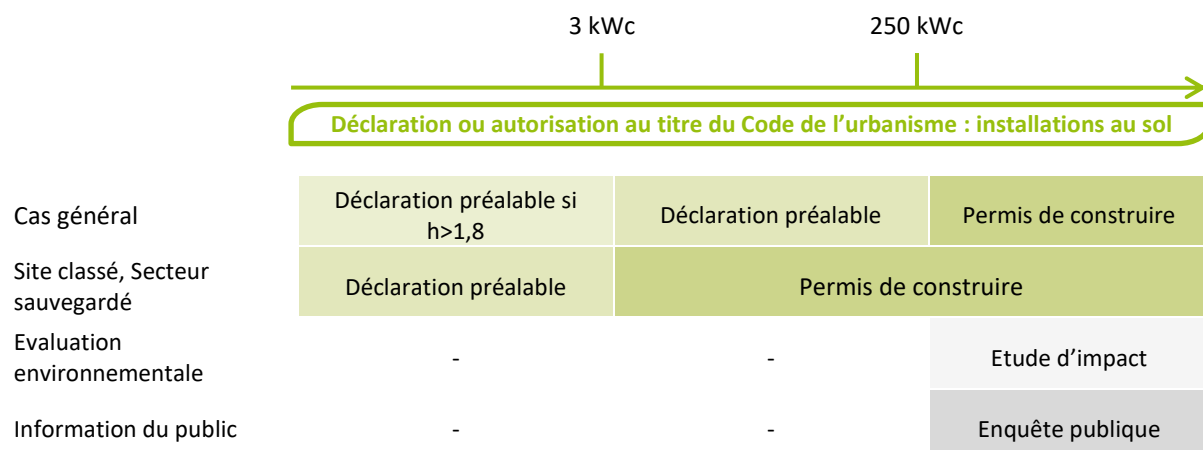 3 kWc 250 kWc
Déclaration ou autorisation au titre du Code de l'urbanisme : installations au sol
Cas général
Déclaration préalable si
h>1,8
Déclaration préalable
Permis de construire
Site classé, Secteur
sauvegardé
Déclaration préalable
Permis de construire
Evaluation
environnementale
-
-
Etude d'impact
Information du public
-
-
Enquête publique